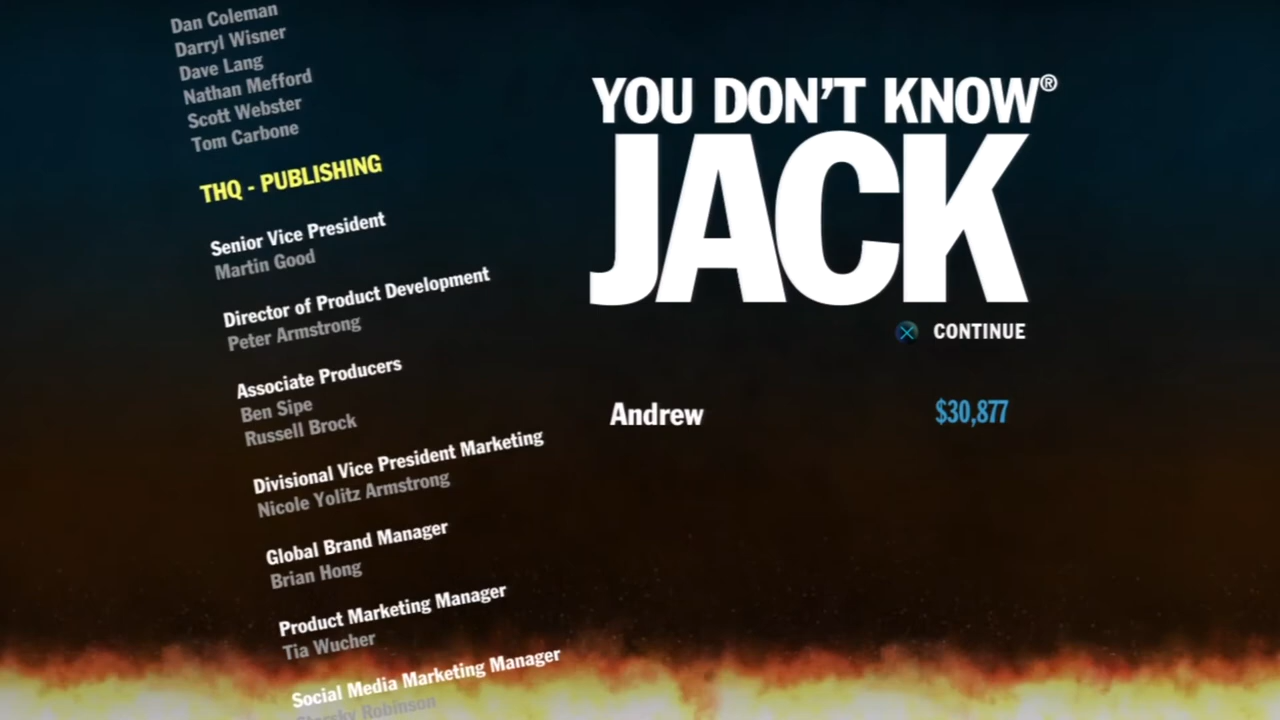 Dan Coleman
Darryl Wisner
Dave Lang
Nathan Mefford
Scott Webster
Tom Carbone
THQ - PUBLISHING
Senior Vice President
Martin Good
Director of Product Development
Peter Armstrong
Associate Producers
Ben Sipe
Russell Brock
Divisional Vice President Marketing
Nicole Yolitz Armstrong
Global Brand Manager
Brian Hong
Product Marketing Manager
Tia Wucher
Social Media Marketing Manager
Starsky Robinson
YOU DON'T KNOW®
JACK
CONTINUE
Andrew $30,877